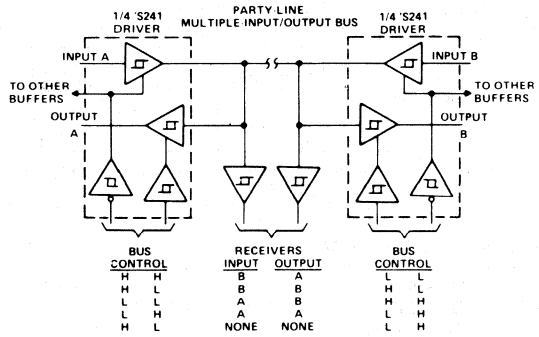 PARTY-LINE
MULTIPLE-INPUT/OUTPUT BUS
1/4 'S241
DRIVER
1/4 'S241
DRIVER
INPUT A
INPUT B
TO OTHER
BUFFERS
TO OTHER
BUFFERS
OUTPUT
A
OUTPUT
B
BUS
CONTROL
RECEIVERS
INPUT OUTPUT
BUS
CONTROL
H H B A L L
H L B B L L
L L A B H H
L L A A L H
H L NONE NONE L H